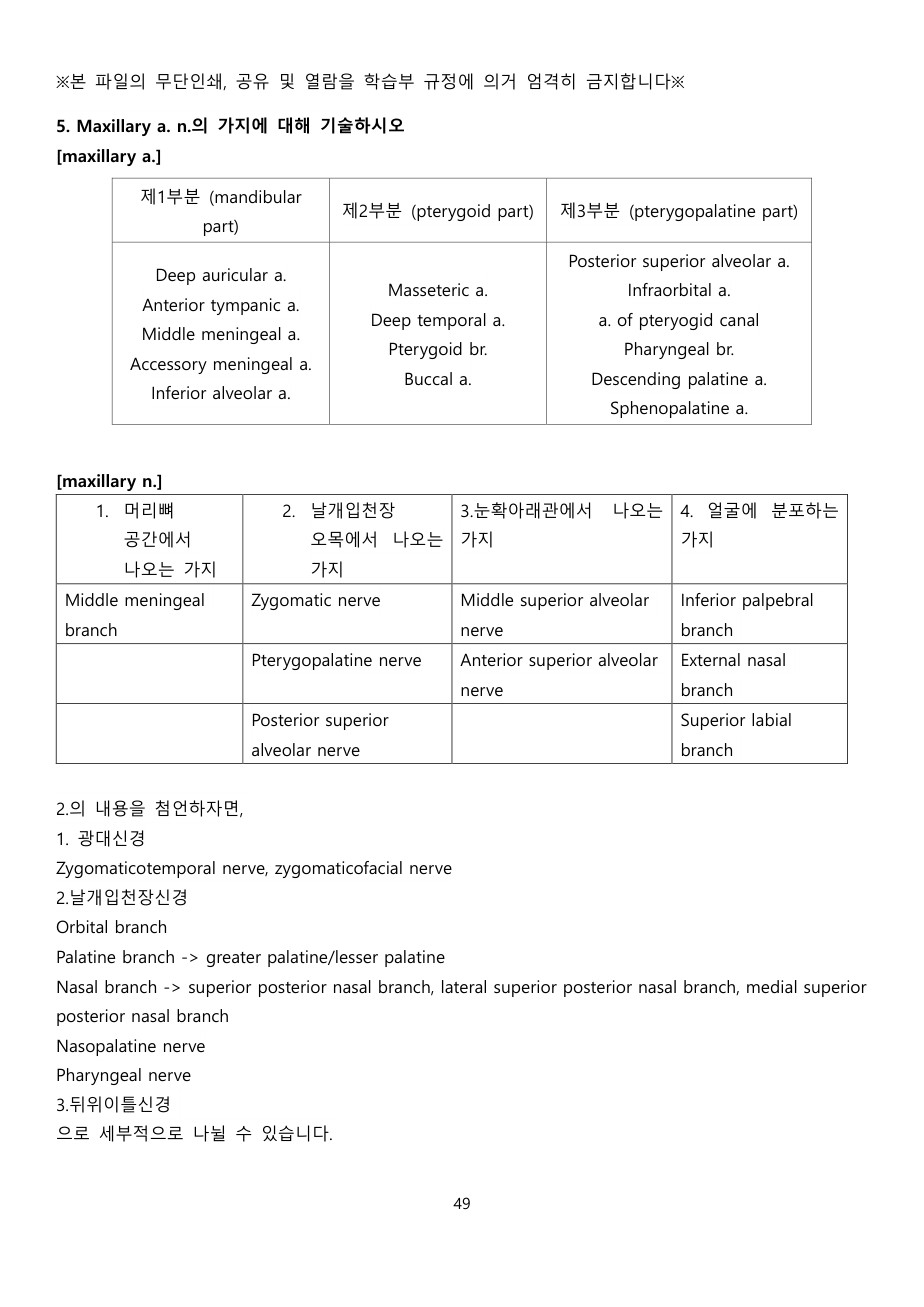 ※본 파일의 무단인쇄, 공유 및 열람을 학습부 규정에 의거 엄격히 금지합니다※
5. Maxillary a. n.의 가지에 대해 기술하시오
[maxillary a.]
제1부분 (mandibular
part)
제2부분 (pterygoid part)
제3부분 (pterygopalatine part)
Deep auricular a.
Anterior tympanic a.
Middle meningeal a.
Accessory meningeal a.
Inferior alveolar a.
Masseteric a.
Deep temporal a.
Pterygoid br.
Buccal a.
Posterior superior alveolar a.
Infraorbital a.
a. of pteryogid canal
Pharyngeal br.
Descending palatine a.
Sphenopalatine a.
[maxillary n.]
1. 머리뼈
공간에서
나오는 가지
2. 날개입천장
오목에서 나오는
가지
3.눈확아래관에서 나오는
가지
4. 얼굴에 분포하는
가지
Middle meningeal
branch
Zygomatic nerve
Middle superior alveolar
nerve
Inferior palpebral
branch
Pterygopalatine nerve
Anterior superior alveolar
nerve
External nasal
branch
Posterior superior
alveolar nerve
Superior labial
branch
2.의 내용을 첨언하자면,
1. 광대신경
Zygomaticotemporal nerve, zygomaticofacial nerve
2.날개입천장신경
Orbital branch
Palatine branch -> greater palatine/lesser palatine
Nasal branch -> superior posterior nasal branch, lateral superior posterior nasal branch, medial superior
posterior nasal branch
Nasopalatine nerve
Pharyngeal nerve
3.뒤위이틀신경
으로 세부적으로 나뉠 수 있습니다.
49